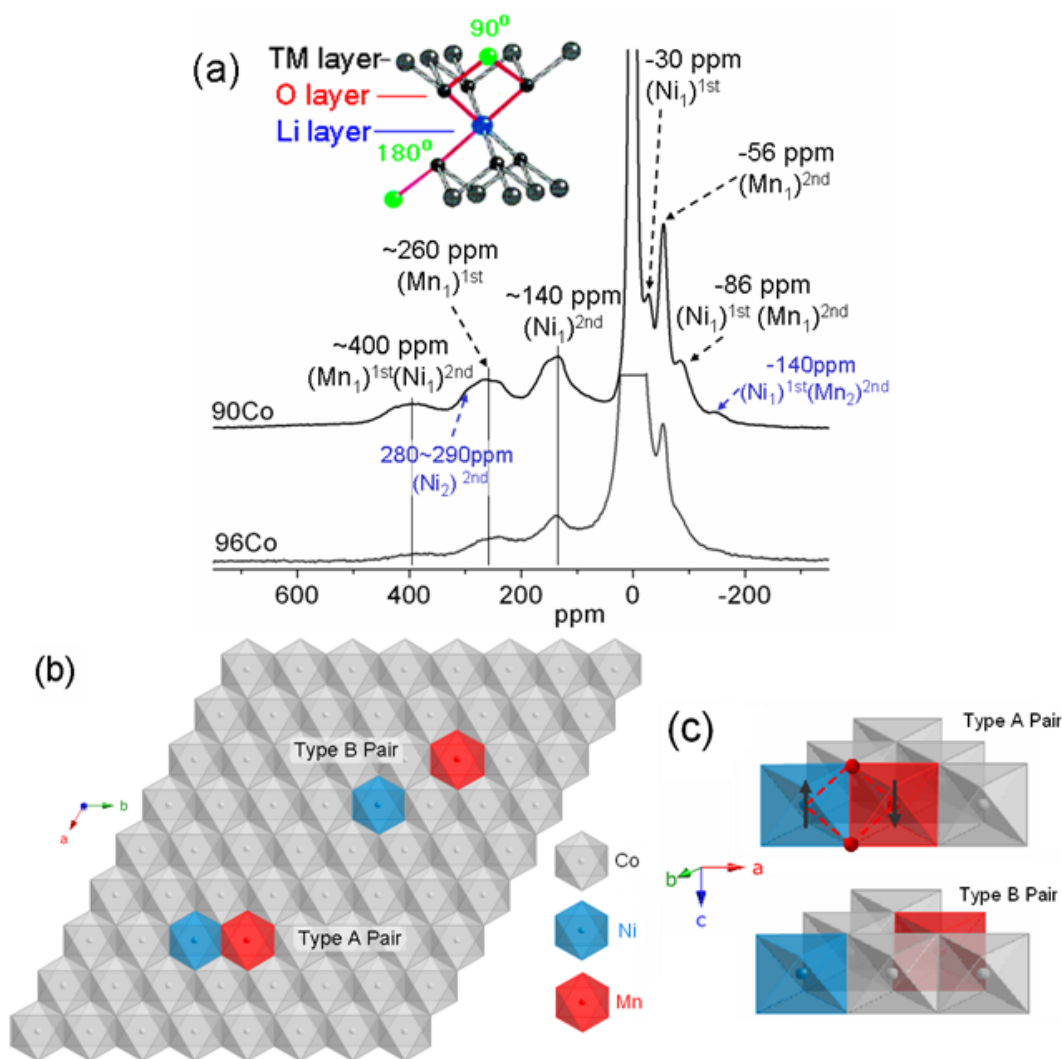 (a)
90⁰
TM layer
O layer
Li layer
180⁰
-30 ppm
(Ni₁)¹ˢᵗ
-56 ppm
(Mn₁)²ⁿᵈ
~260 ppm
(Mn₁)¹ˢᵗ
~140 ppm
(Ni₁)²ⁿᵈ
-86 ppm
(Ni₁)¹ˢᵗ (Mn₁)²ⁿᵈ
~400 ppm
(Mn₁)¹ˢᵗ(Ni₁)²ⁿᵈ
-140ppm
(Ni₁)¹ˢᵗ(Mn₂)²ⁿᵈ
90Co
280~290ppm
(Ni₂) ²ⁿᵈ
96Co
600 400 200 0 -200
ppm
(b)
Type B Pair
b
a
Type A Pair
Co
Ni
Mn
(c)
Type A Pair
a
b
c
Type B Pair